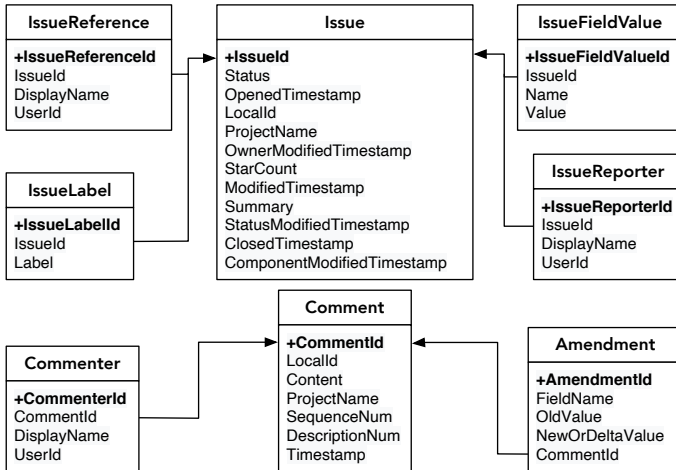 IssueReference
+IssueReferenceId
IssueId
DisplayName
UserId
Issue
+IssueId
Status
OpenedTimestamp
LocalId
ProjectName
OwnerModifiedTimestamp
StarCount
ModifiedTimestamp
Summary
StatusModifiedTimestamp
ClosedTimestamp
ComponentModifiedTimestamp
IssueFieldValue
+IssueFieldValueId
IssueId
Name
Value
IssueLabel
+IssueLabelId
IssueId
Label
IssueReporter
+IssueReporterId
IssueId
DisplayName
UserId
Commenter
+CommenterId
CommentId
DisplayName
UserId
Comment
+CommentId
LocalId
Content
ProjectName
SequenceNum
DescriptionNum
Timestamp
Amendment
+AmendmentId
FieldName
OldValue
NewOrDeltaValue
CommentId